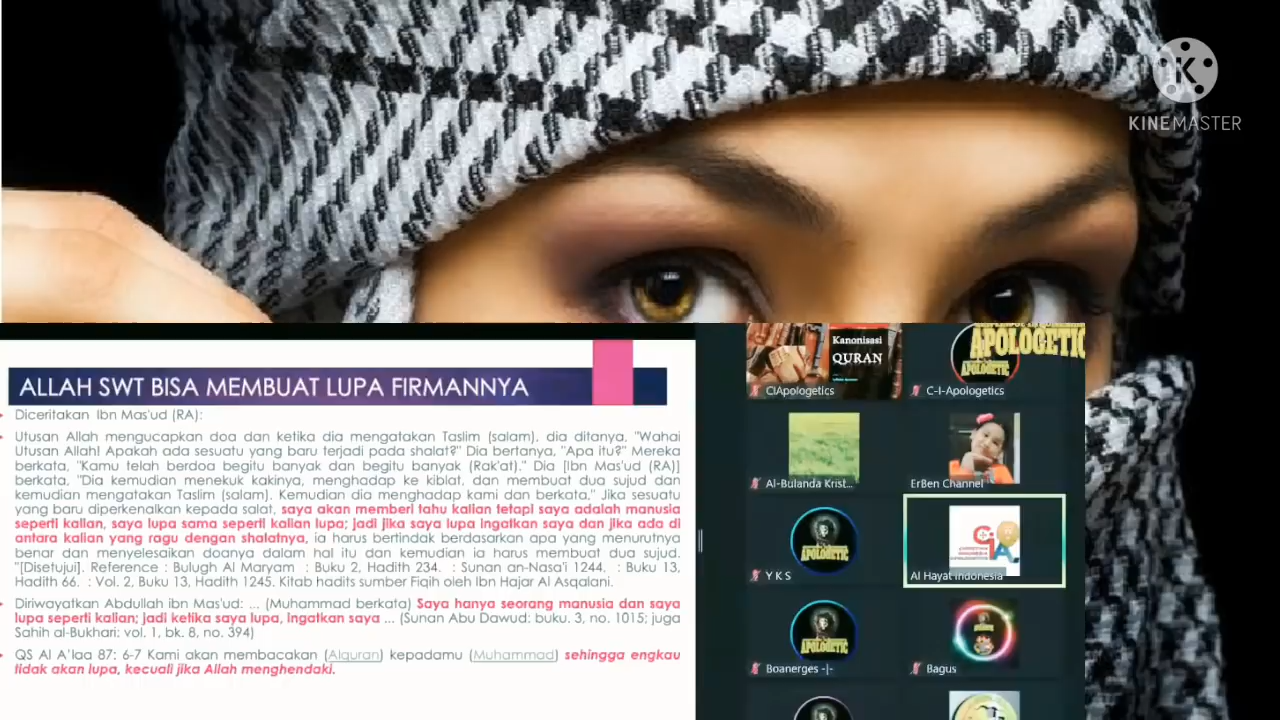 KINEMASTER
ALLAH SWT BISA MEMBUAT LUPA FIRMANNYA
Diceritakan Ibn Mas'ud (RA):
Utusan Allah mengucapkan doa dan ketika dia mengatakan Taslim (salam), dia ditanya, "Wahai
Utusan Allah! Apakah ada sesuatu yang baru terjadi pada shalat?" Dia bertanya, "Apa itu?" Mereka
berkata, "Kamu telah berdoa begitu banyak dan begitu banyak (Rak'at)." Dia [Ibn Mas'ud (RA)]
berkata, "Dia kemudian menekuk kakinya, menghadap ke kiblat, dan membuat dua sujud dan
kemudian mengatakan Taslim (salam). Kemudian dia menghadap kami dan berkata," Jika sesuatu
yang baru diperkenalkan kepada salat, saya akan memberi tahu kalian tetapi saya adalah manusia
seperti kalian, saya lupa sama seperti kalian lupa; jadi jika saya lupa ingatkan saya dan jika ada di
antara kalian yang ragu dengan shalatnya, ia harus bertindak berdasarkan apa yang menurutnya
benar dan menyelesaikan doanya dalam hal itu dan kemudian ia harus membuat dua sujud.
"[Disetujui]. Reference : Bulugh Al Maram : Buku 2, Hadith 234. : Sunan an-Nasa'i 1244. : Buku 13,
Hadith 66. : Vol. 2, Buku 13, Hadith 1245. Kitab hadits sumber Fiqih oleh Ibn Hajar Al Asqalani.
Diriwayatkan Abdullah ibn Mas'ud: ... (Muhammad berkata) Saya hanya seorang manusia dan saya
lupa seperti kalian; jadi ketika saya lupa, ingatkan saya ... (Sunan Abu Dawud: buku. 3, no. 1015; juga
Sahih al-Bukhari: vol. 1, bk. 8, no. 394)
QS Al A'laa 87: 6-7 Kami akan membacakan (Alquran) kepadamu (Muhammad) sehingga engkau
tidak akan lupa, kecuali jika Allah menghendaki.
Kanonisasi
QURAN
CIApologetics
APOLOGETIC
APOLOGETIC
C-I-Apologetics
Al-Bulanda Krist...
ErBen Channel
APOLOGETIC
Y K S
Al Hayat Indonesia
APOLOGETIC
Boanerges -|-
Bagus